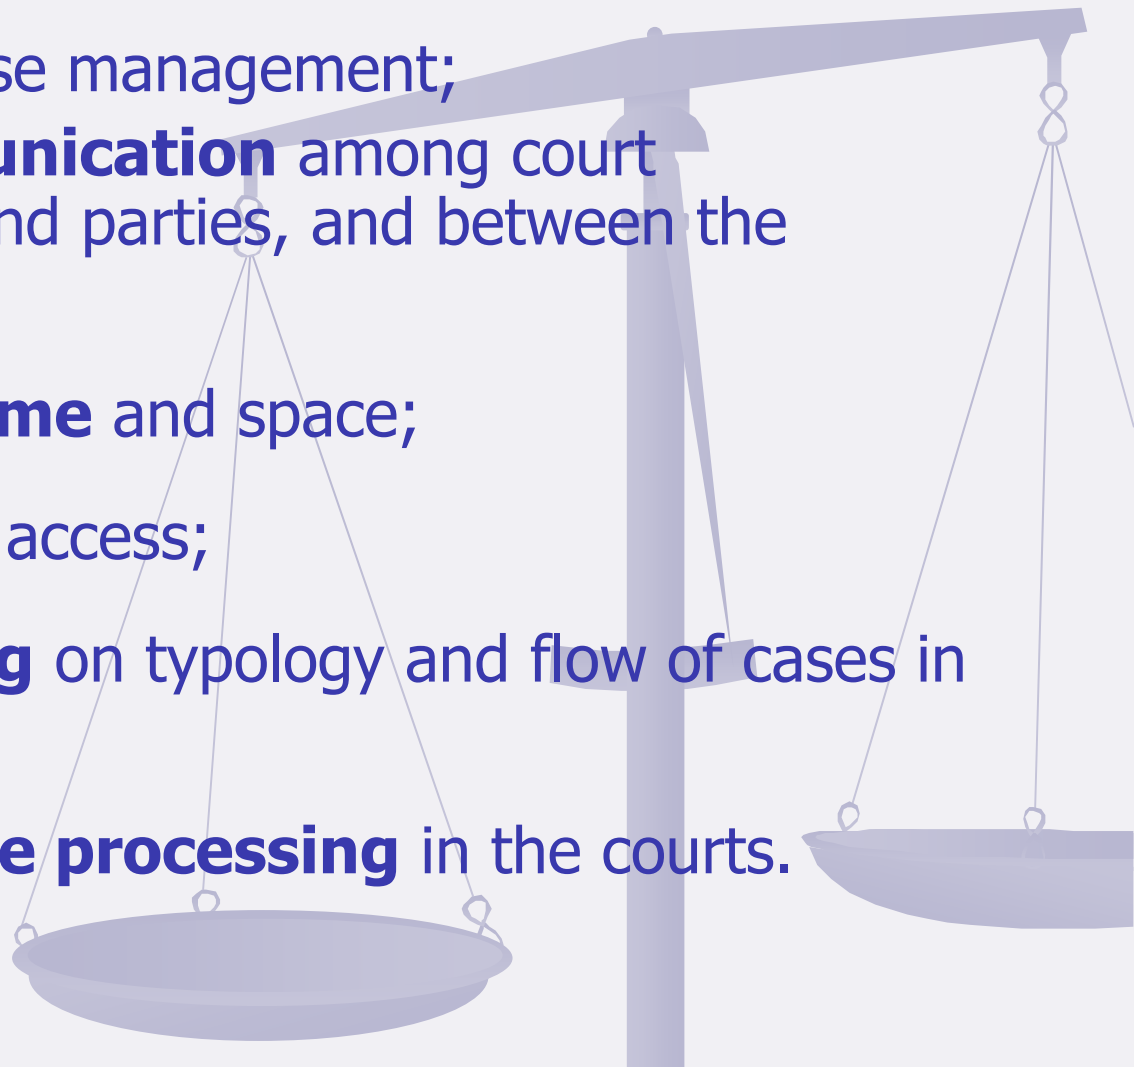 se management;
unication among court
nd parties, and between the
me and space;
access;
g on typology and flow of cases in
e processing in the courts.